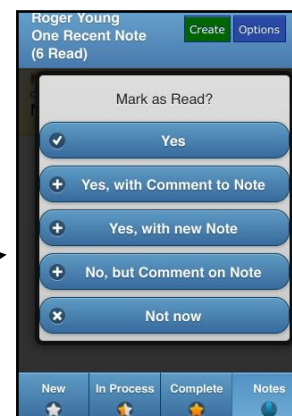 Roger Young
One Recent Note
(6 Read)
Create
Options
Mark as Read?
Yes
Yes, with Comment to Note
Yes, with new Note
No, but Comment on Note
Not now
New
In Process
Complete
Notes